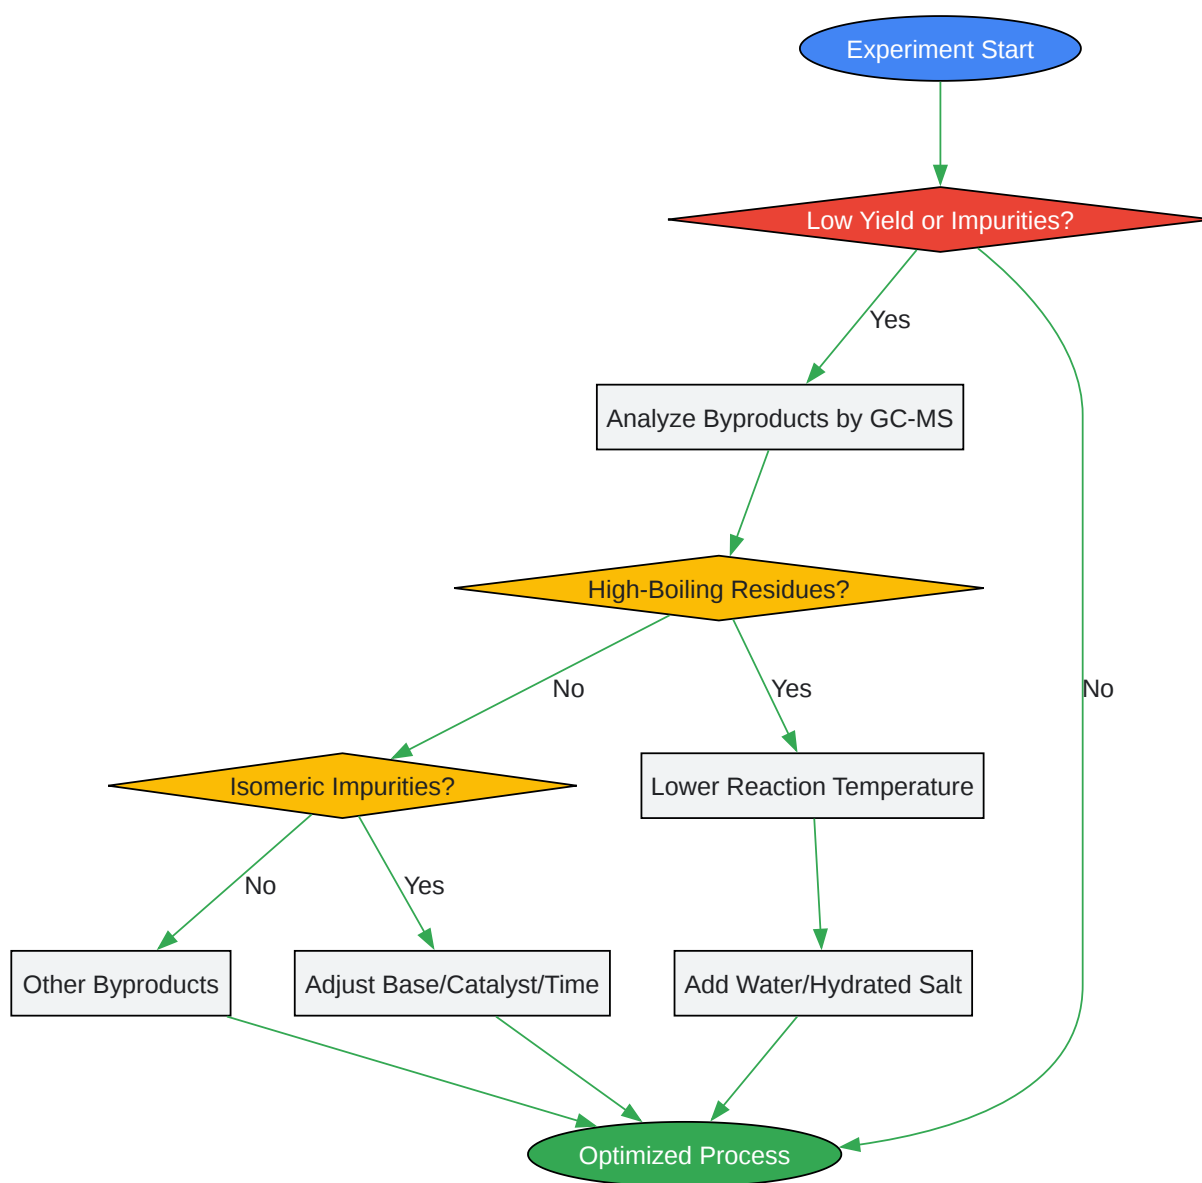 Experiment Start
Low Yield or Impurities?
Yes
Analyze Byproducts by GC-MS
High-Boiling Residues?
No
Yes
No
Isomeric Impurities?
Lower Reaction Temperature
No
Yes
Other Byproducts
Adjust Base/Catalyst/Time
Add Water/Hydrated Salt
Optimized Process